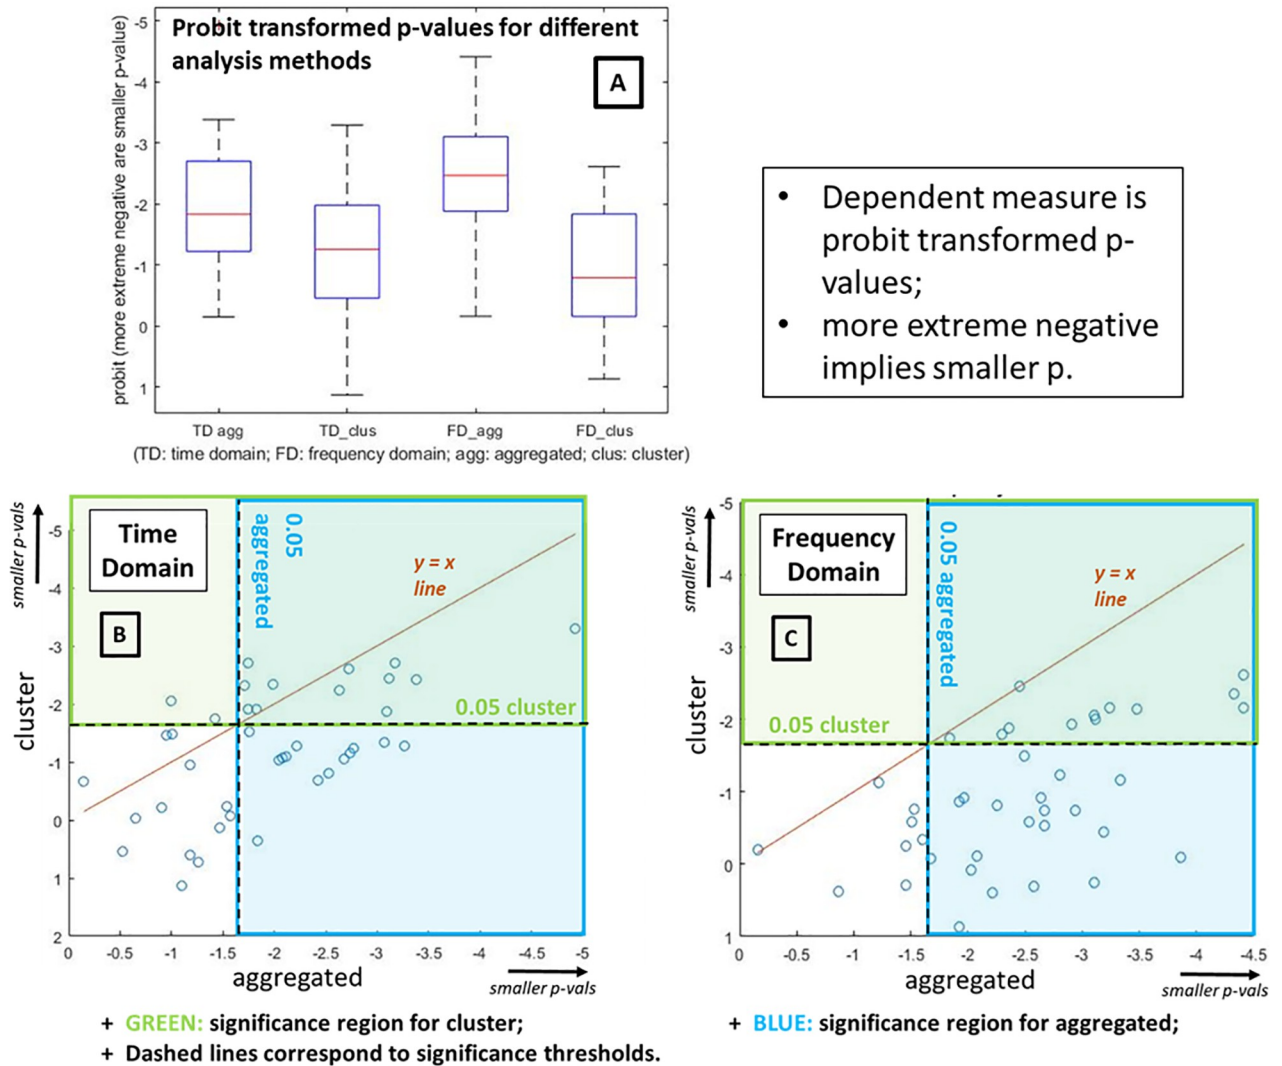 Probit transformed p-values for different
analysis methods
A
probit (more extreme negative are smaller p-value)
-5
-4
-3
-2
-1
0
1
TD agg
TD_clus
FD_agg
FD_clus
(TD: time domain; FD: frequency domain; agg: aggregated; clus: cluster)
• Dependent measure is
probit transformed p-
values;
• more extreme negative
implies smaller p.
smaller p-vals
cluster
-5
-4
-3
-2
-1
0
1
2
Time
Domain
B
0.05
aggregated
y = x
line
0.05 cluster
0 -0.5 -1 -1.5 -2 -2.5 -3 -3.5 -4 -4.5 -5
aggregated
smaller p-vals
smaller p-vals
cluster
-5
-4
-3
-2
-1
0
1
Frequency
Domain
C
0.05 aggregated
y = x
line
0.05 cluster
0 -0.5 -1 -1.5 -2 -2.5 -3 -3.5 -4 -4.5
aggregated
smaller p-vals
+ GREEN: significance region for cluster;
+ Dashed lines correspond to significance thresholds.
+ BLUE: significance region for aggregated;